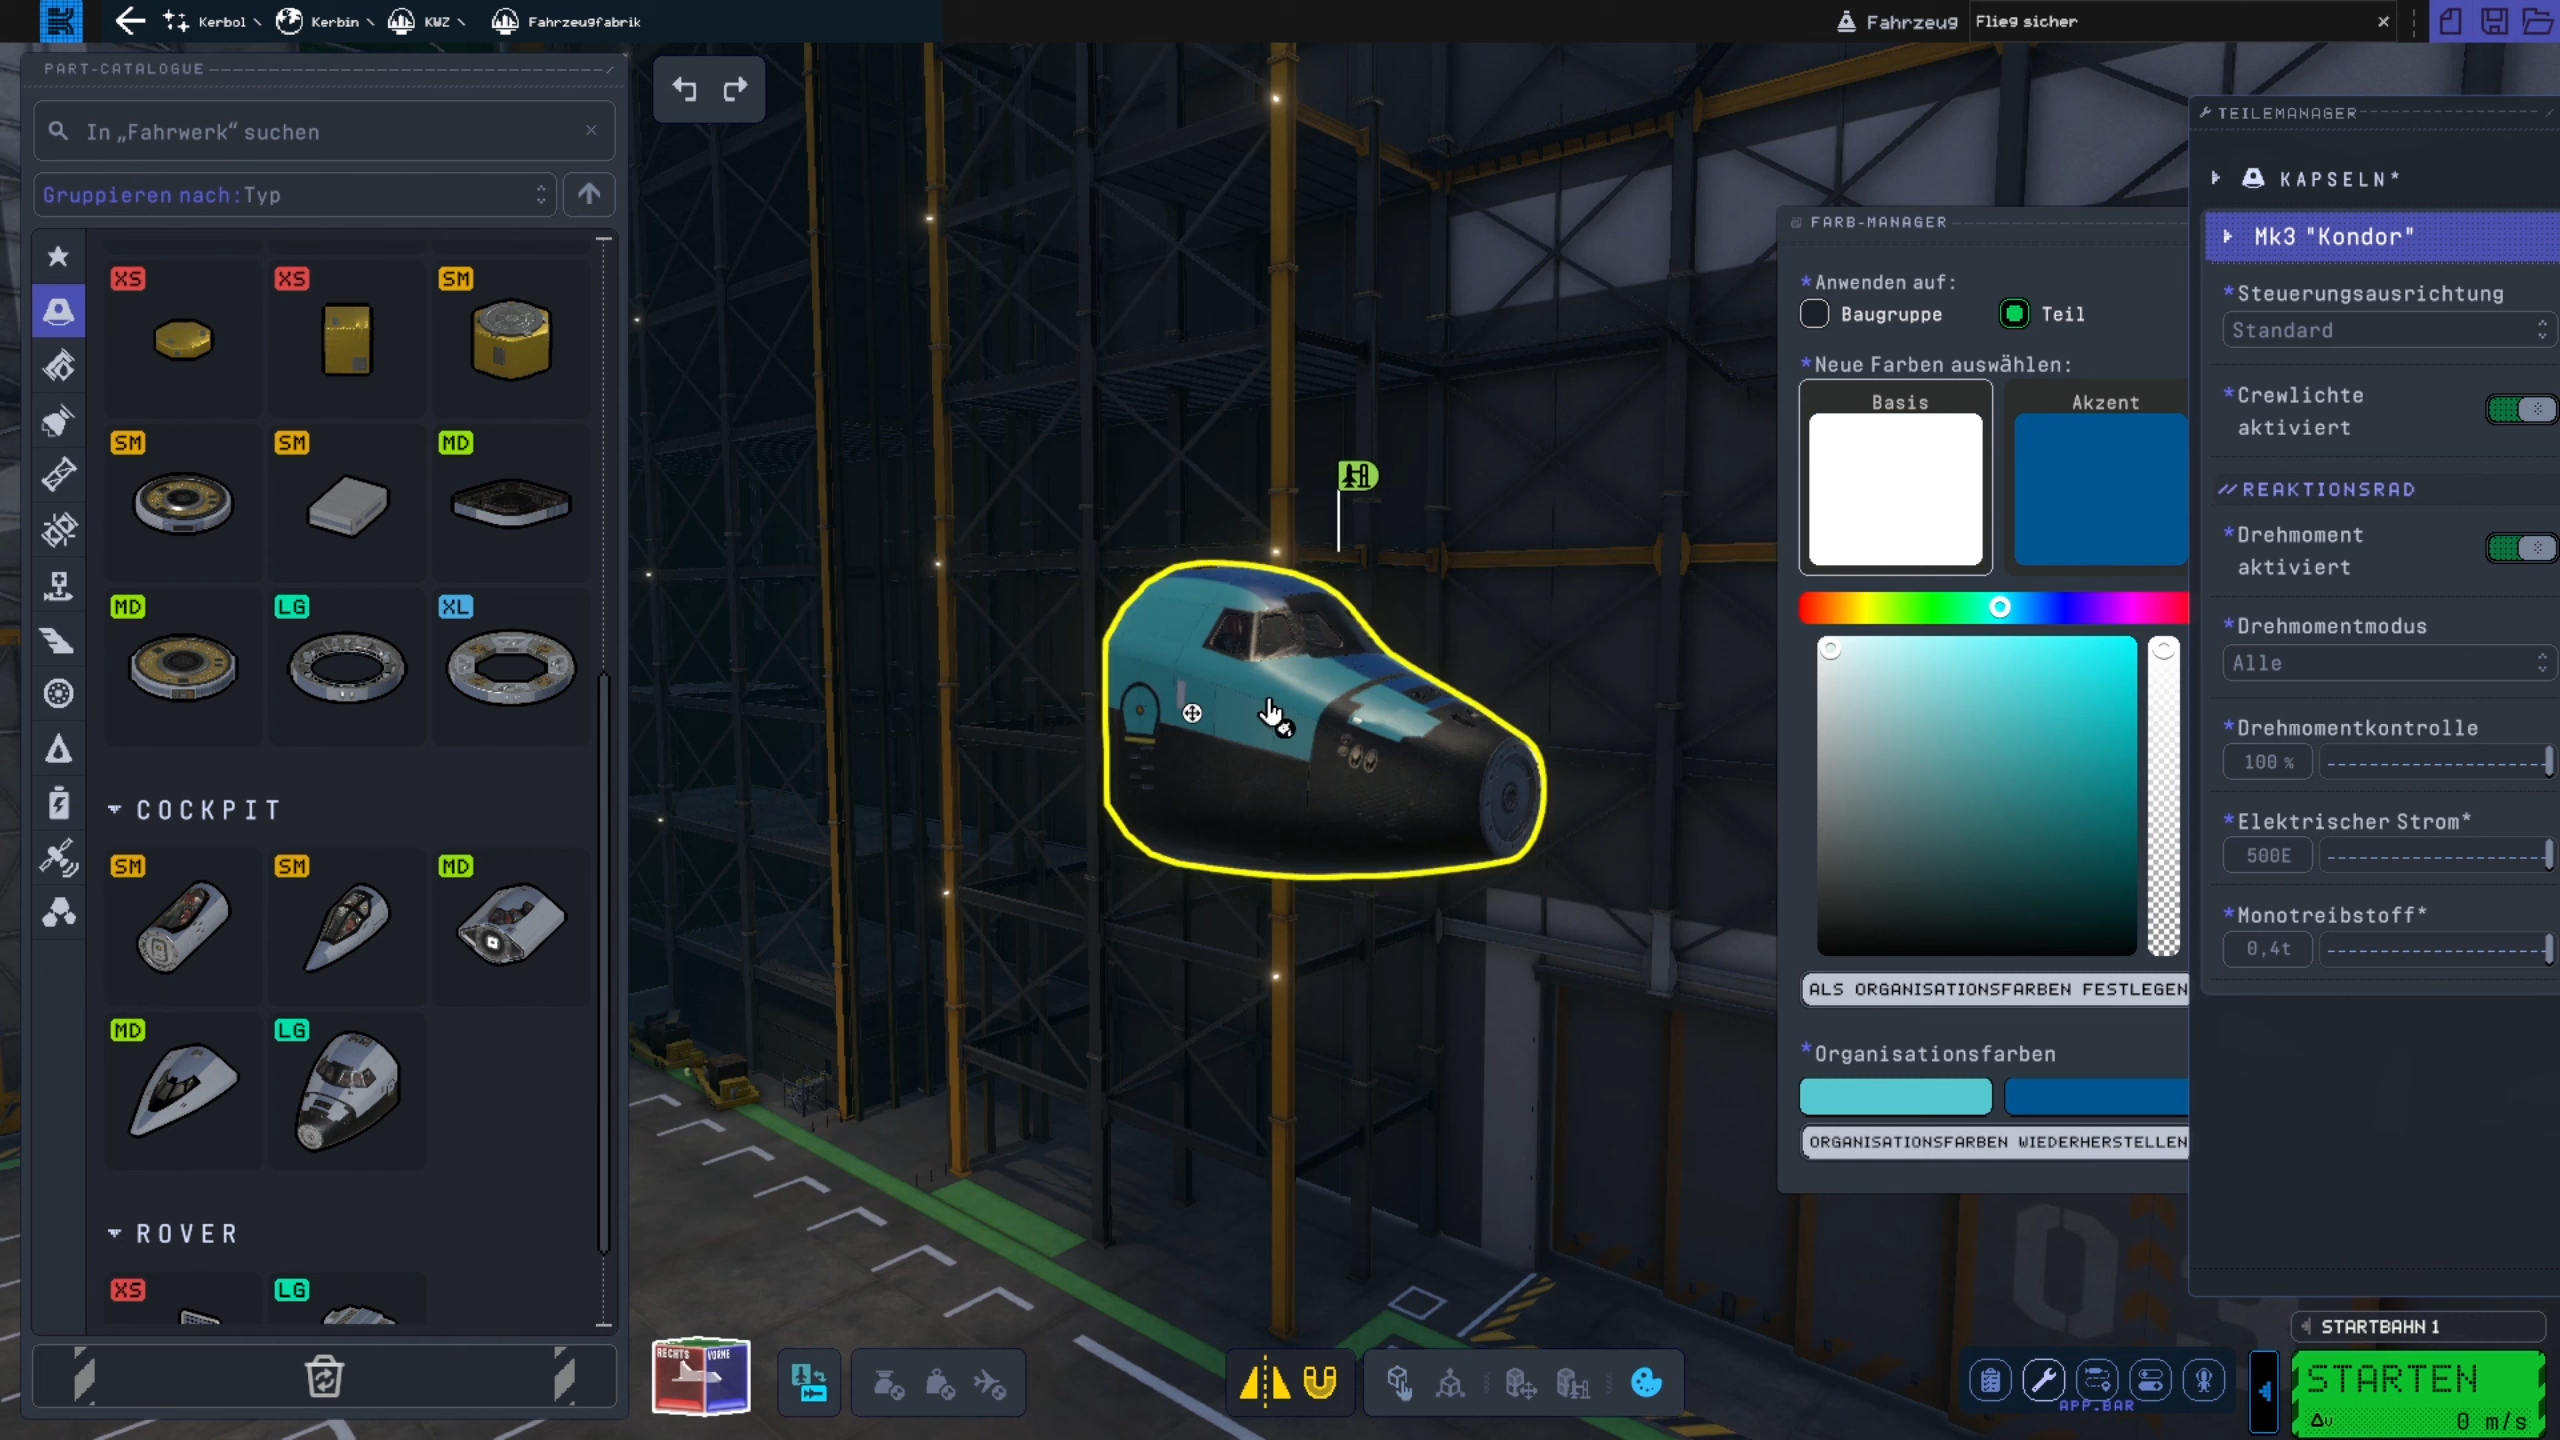 Kerbol
Kerbin
KWZ
Fahrzeugfabrik
Fahrzeug
Flieg sicher
PART-CATALOGUE
In „Fahrwerk“ suchen
Gruppieren nach: Typ
XS
XS
SM
SM
SM
MD
MD
LG
XL
COCKPIT
SM
SM
MD
MD
LG
ROVER
XS
LG
FARB-MANAGER
*Anwenden auf:
Baugruppe
Teil
*Neue Farben auswählen:
Basis
Akzent
ALS ORGANISATIONSFARBEN FESTLEGEN
*Organisationsfarben
ORGANISATIONSFARBEN WIEDERHERSTELLEN
TEILEMANAGER
KAPSELN*
Mk3 "Kondor"
*Steuerungsausrichtung
Standard
*Crewlichte
aktiviert
REAKTIONSRAD
*Drehmoment
aktiviert
*Drehmomentmodus
Alle
*Drehmomentkontrolle
100 %
*Elektrischer Strom*
500E
*Monotreibstoff*
0,4t
RECHTS
VORNE
APP.BAR
STARTBAHN 1
STARTEN
Δv 0 m/s